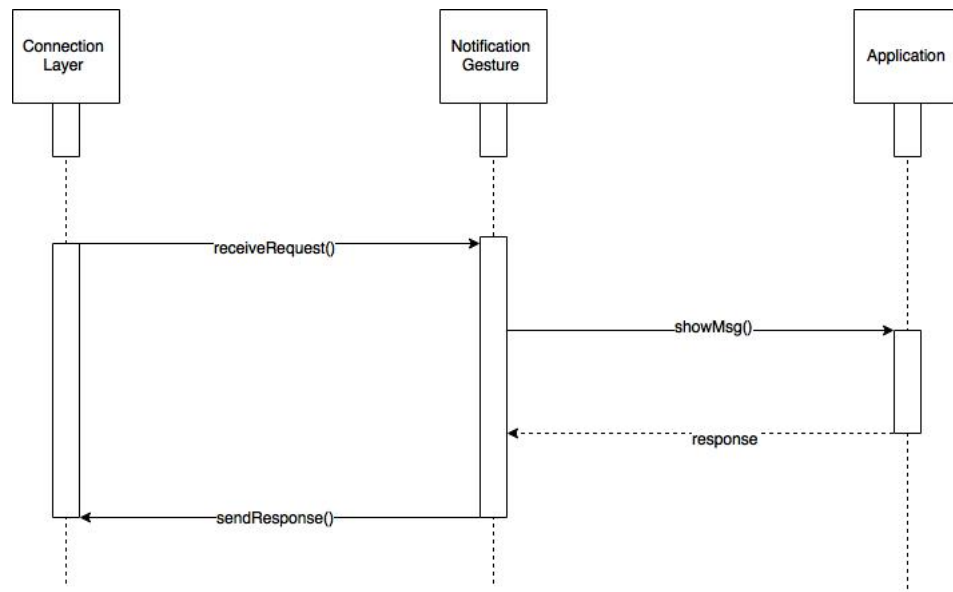 Connection
Layer
Notification
Gesture
Application
receiveRequest()
showMsg()
response
sendResponse()